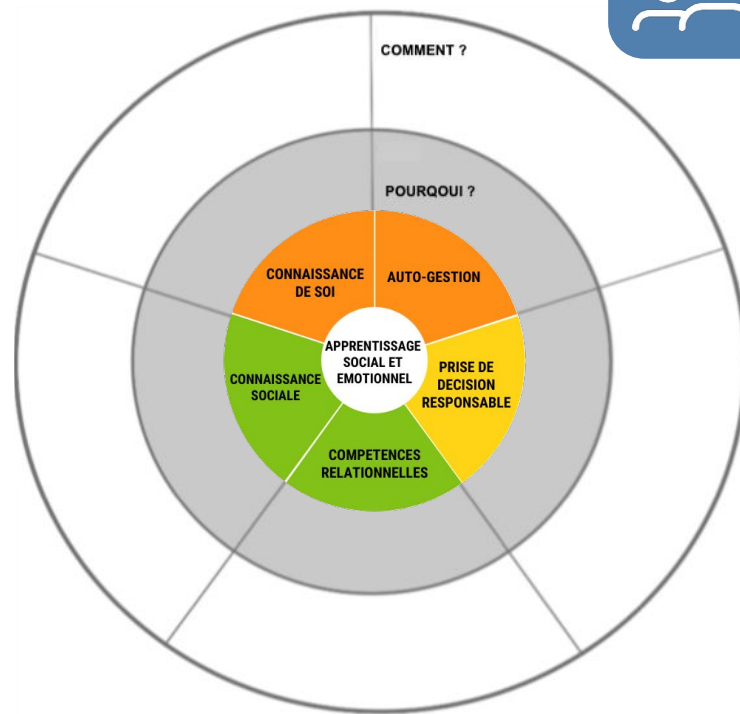 COMMENT ?
POURQOUI ?
CONNAISSANCE
DE SOI
AUTO-GESTION
APPRENTISSAGE
SOCIAL ET
EMOTIONNEL
CONNAISSANCE
SOCIALE
PRISE DE
DECISION
RESPONSABLE
COMPETENCES
RELATIONNELLES